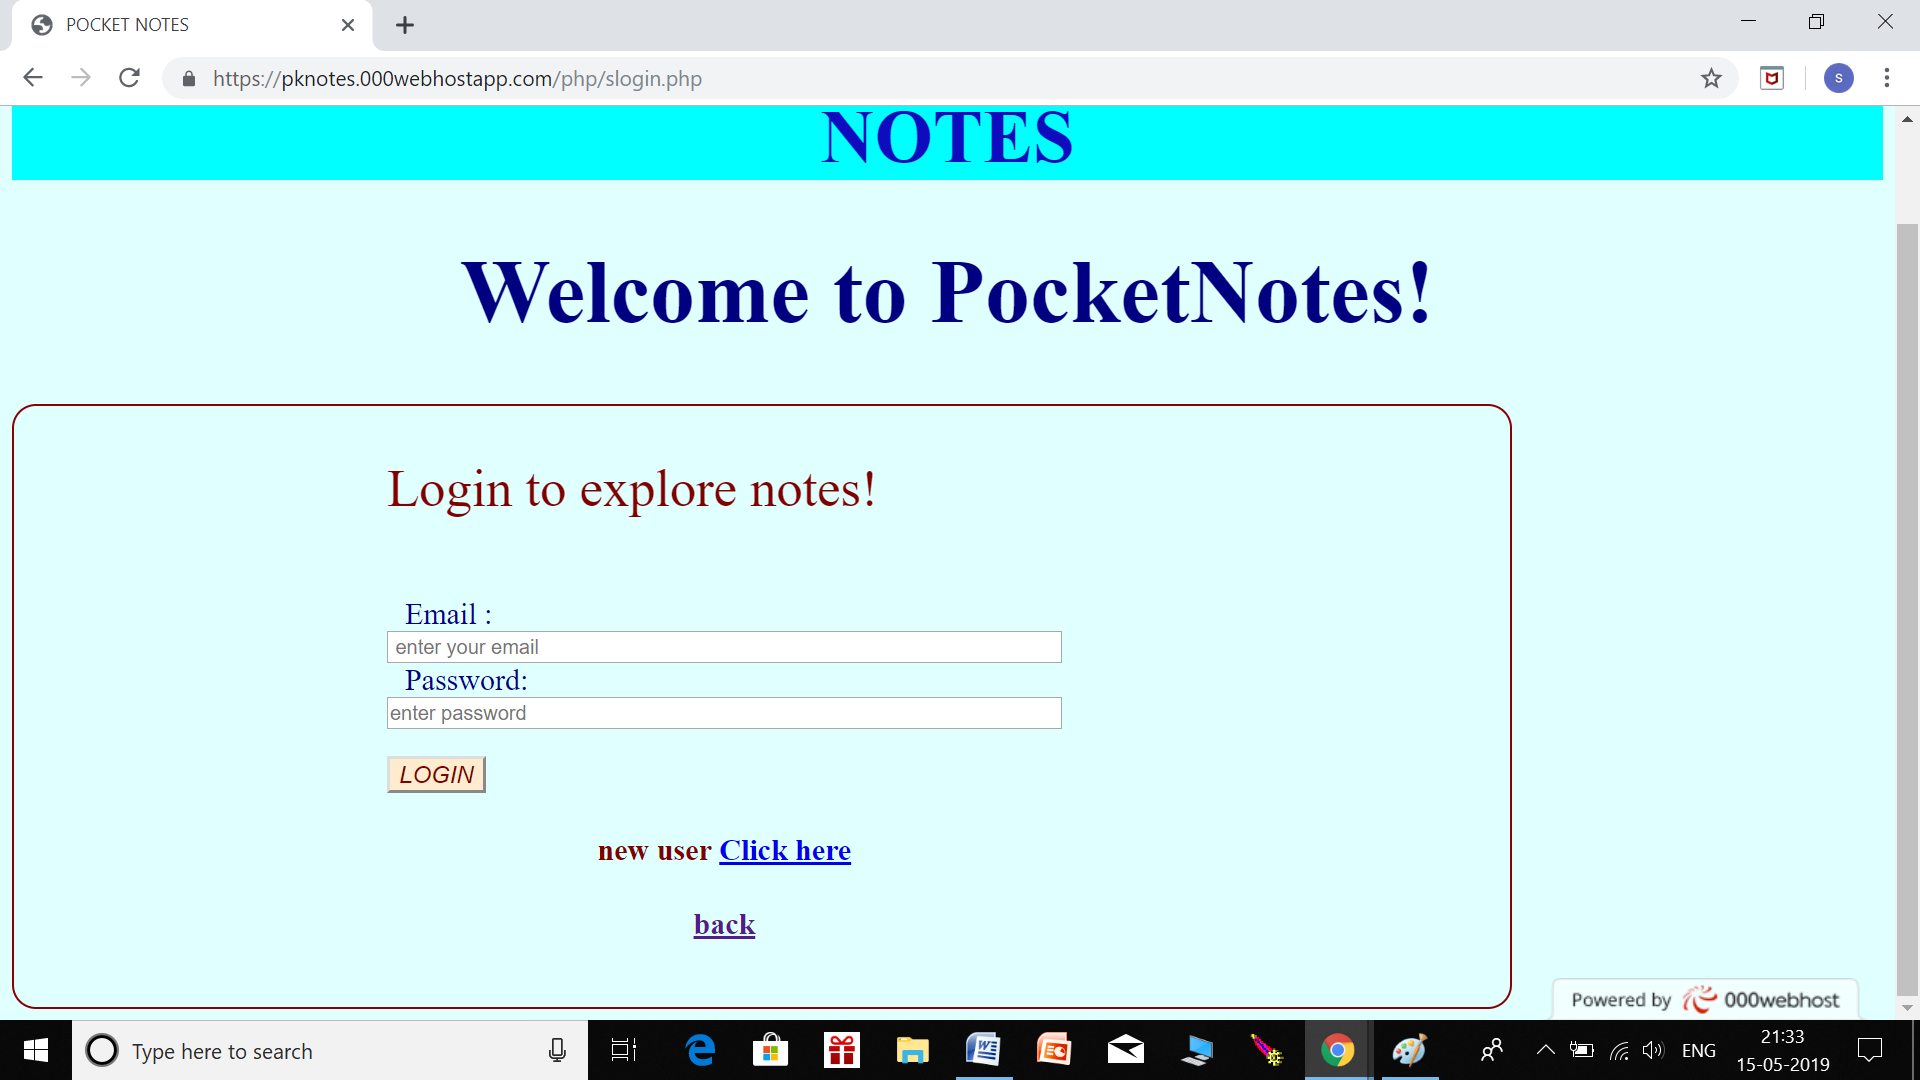 POCKET NOTES
https://pknotes.000webhostapp.com/php/slogin.php
s
NOTES
Welcome to PocketNotes!
Login to explore notes!
Email :
enter your email
Password:
enter password
LOGIN
new user Click here
back
Powered by 000webhost
Type here to search
ENG
21:33
15-05-2019